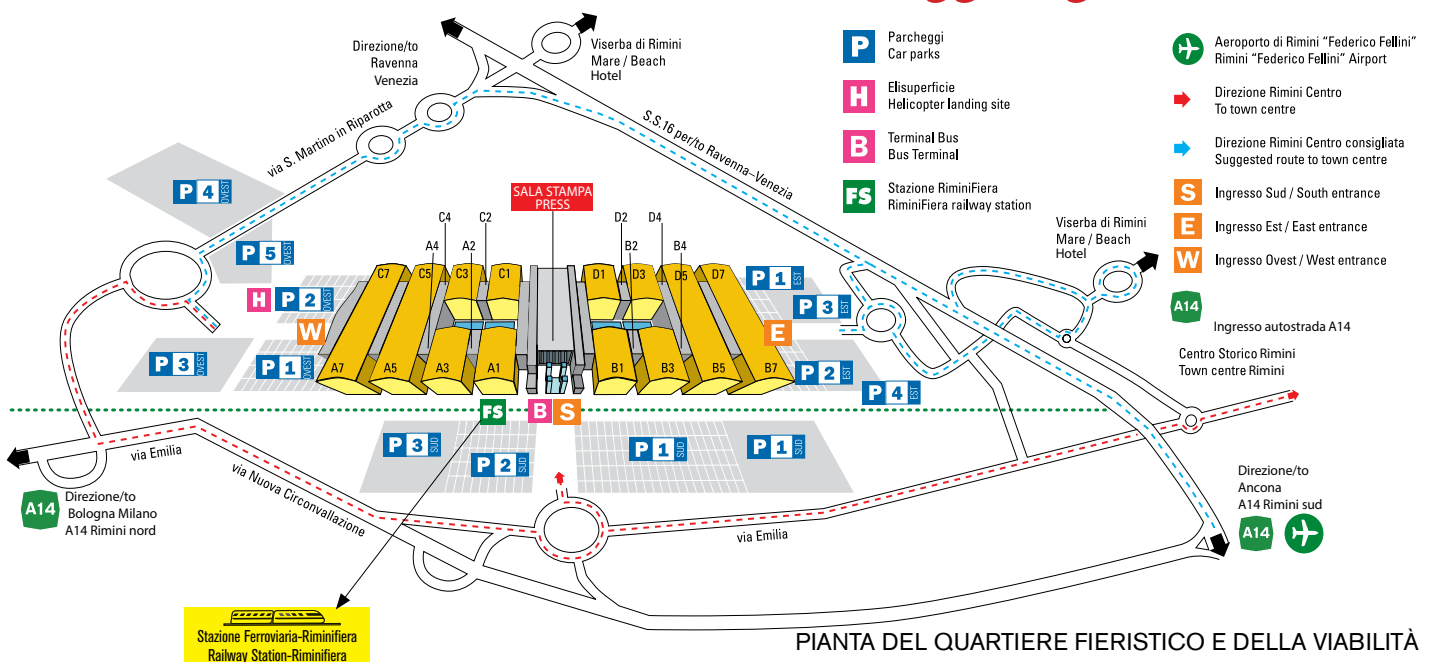 Direzione/to
Ravenna
Venezia
Viserba di Rimini
Mare / Beach
Hotel
P
Parcheggi
Car parks
H
Elisuperficie
Helicopter landing site
B
Terminal Bus
Bus Terminal
FS
Stazione RiminiFiera
RiminiFiera railway station
Aeroporto di Rimini "Federico Fellini"
Rimini "Federico Fellini" Airport
Direzione Rimini Centro
To town centre
Direzione Rimini Centro consigliata
Suggested route to town centre
S
Ingresso Sud / South entrance
E
Ingresso Est / East entrance
W
Ingresso Ovest / West entrance
A14
Ingresso autostrada A14
via S. Martino in Riparotta
S.S.16 per/to Ravenna–Venezia
SALA STAMPA
PRESS
P 4 OVEST
P 5 OVEST
H
P 2 OVEST
W
P 3 OVEST
P 1 OVEST
C4
C2
A4
A2
D2
D4
B2
B4
C7
C5
C3
C1
D1
D3
D5
D7
A7
A5
A3
A1
B1
B3
B5
B7
P 1 EST
P 3 EST
E
P 2 EST
P 4 EST
Viserba di Rimini
Mare / Beach
Hotel
Centro Storico Rimini
Town centre Rimini
FS
B
S
P 3 SUD
P 2 SUD
P 1 SUD
P 1 SUD
via Emilia
via Nuova Circonvallazione
via Emilia
A14
Direzione/to
Bologna Milano
A14 Rimini nord
Direzione/to
Ancona
A14 Rimini sud
A14
Stazione Ferroviaria-Riminifiera
Railway Station-Riminifiera
PIANTA DEL QUARTIERE FIERISTICO E DELLA VIABILITÀ